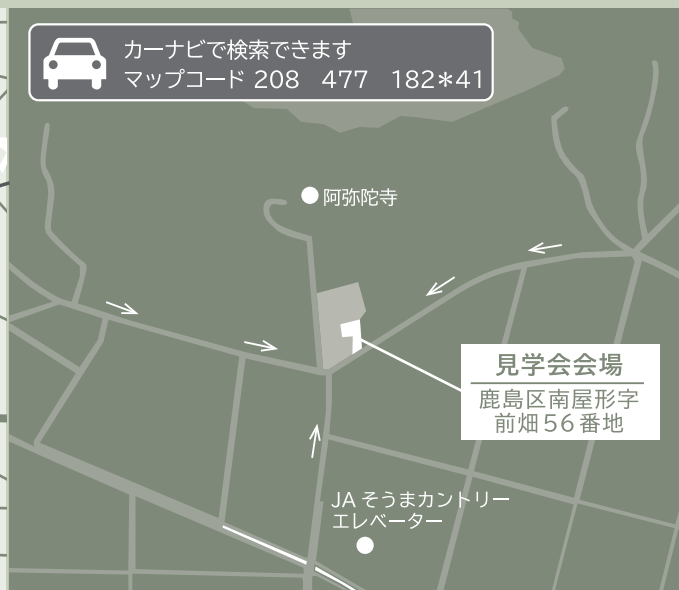 カーナビで検索できます
マップコード 208 477 182＊41
阿弥陀寺
見学会会場
鹿島区南屋形字
前畑56番地
JA そうまカントリー
エレベーター